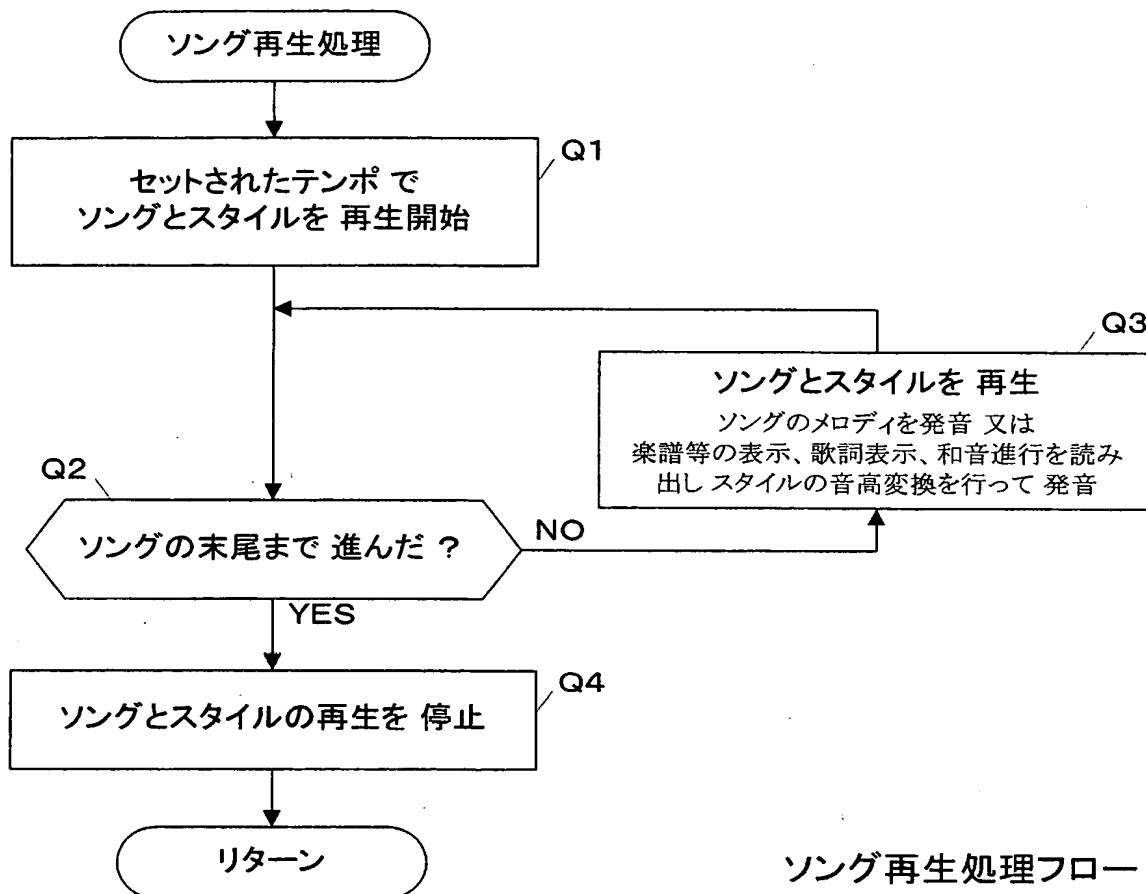 ソング再生処理
Q1
セットされたテンポ で
ソングとスタイルを 再生開始
Q3
ソングとスタイルを 再生
ソングのメロディを発音 又は
楽譜等の表示、歌詞表示、和音進行を読み
出し スタイルの音高変換を行って 発音
Q2
ソングの末尾まで 進んだ ?
NO
YES
Q4
ソングとスタイルの再生を 停止
リターン
ソング再生処理フロー